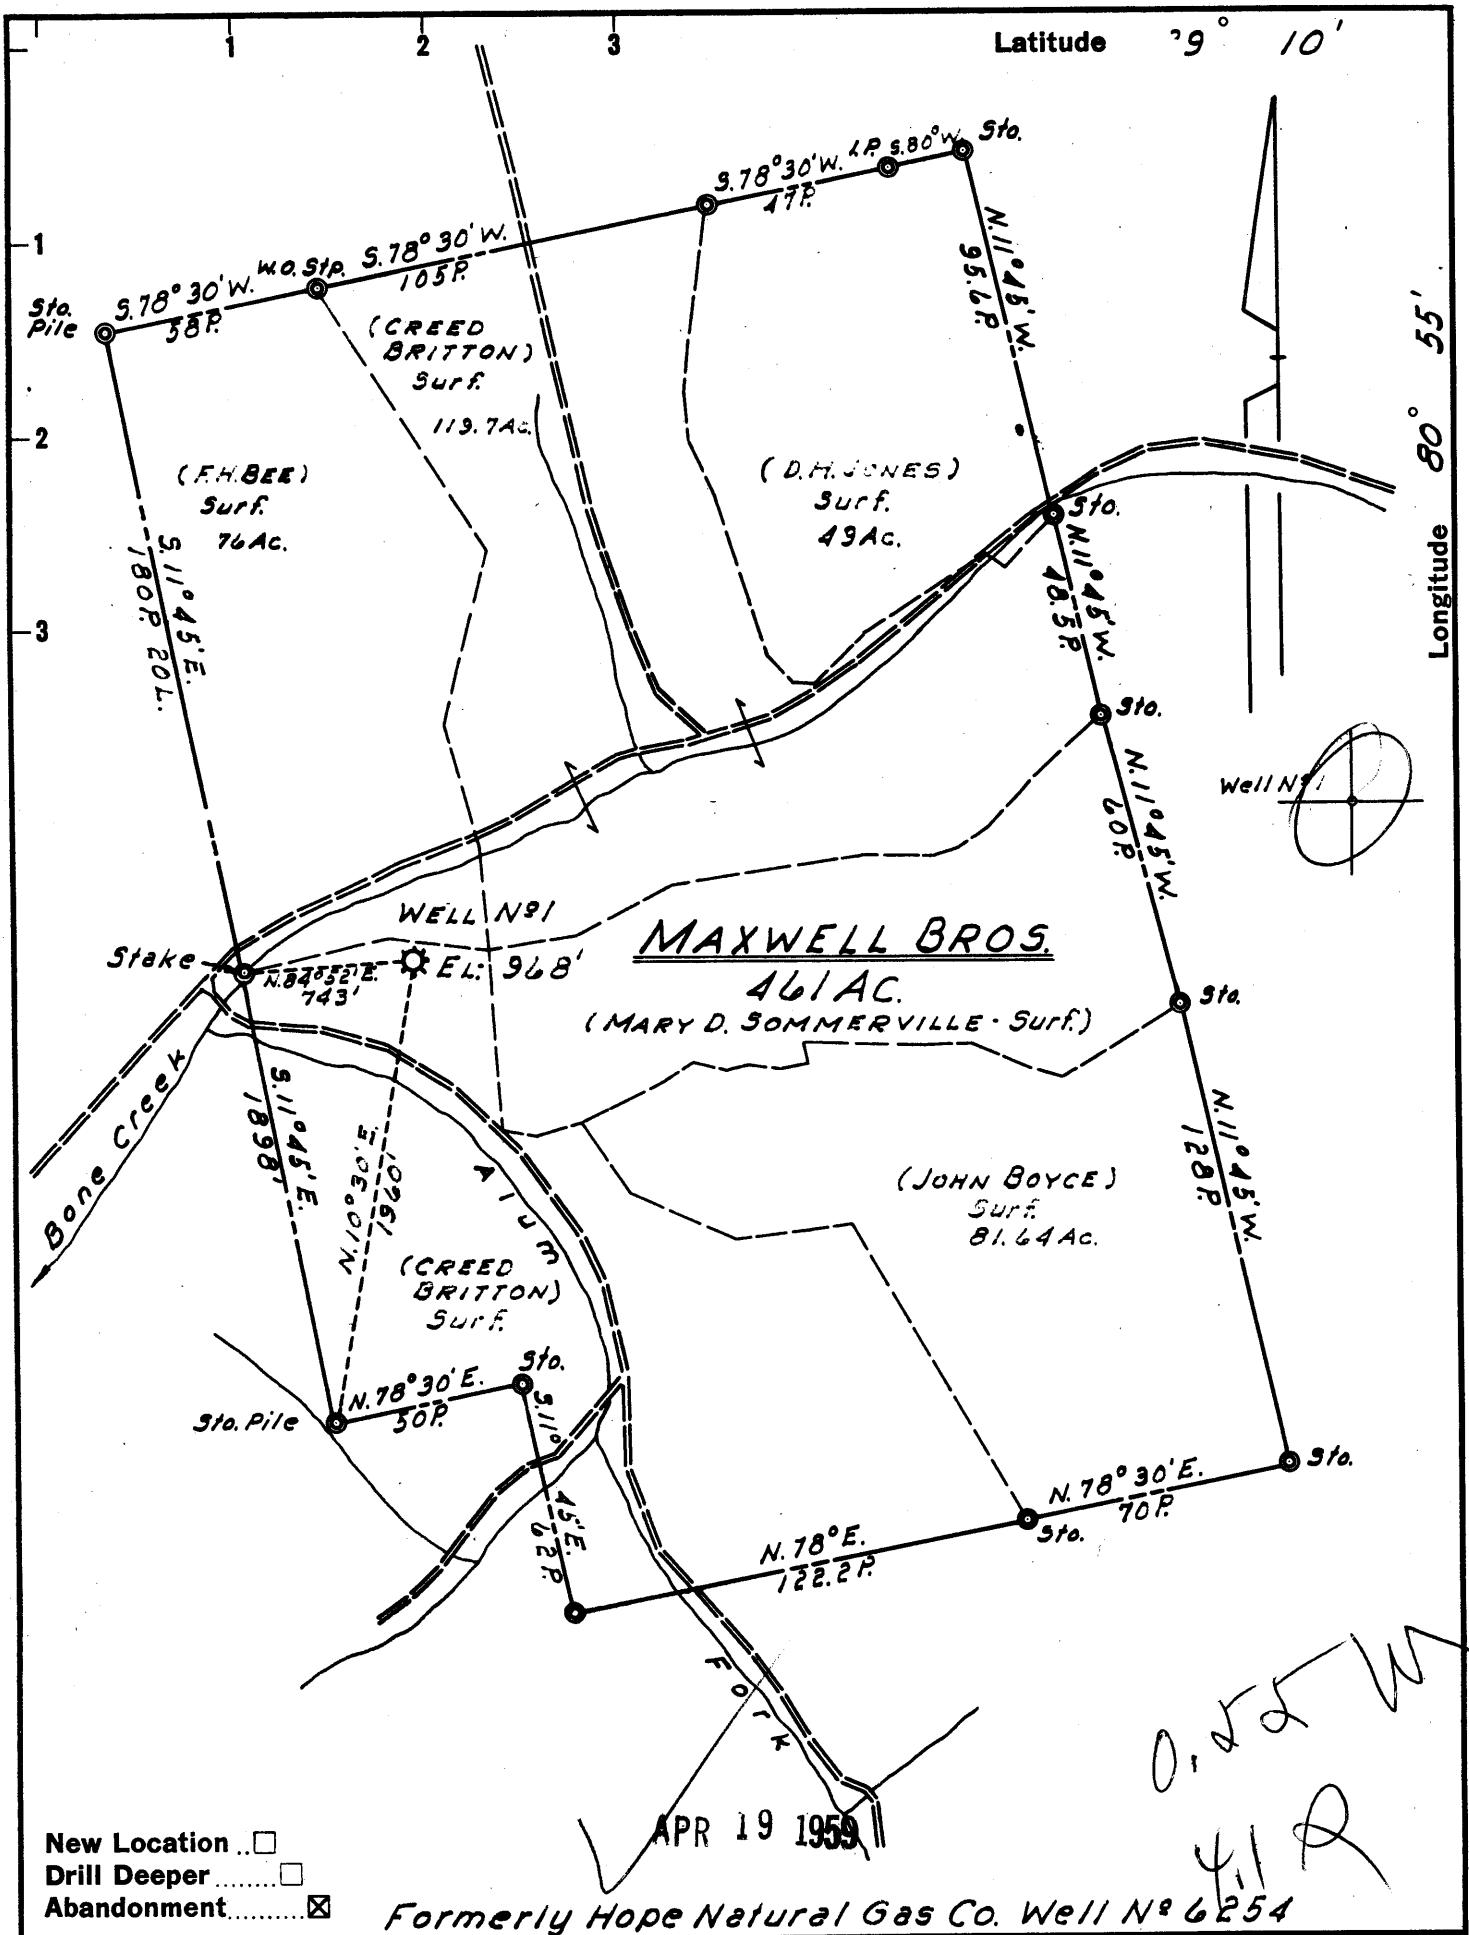 1 2 3
Latitude 9° 10'
Longitude 80° 55'
1
2
3
Sto.
S.80°W.
I.P.
S.78°30'W.
47P.
S.78°30'W.
105P.
W.O. Stp.
S.78°30'W.
58P.
Sto.
Pile
N.11°45'W.
95.6P.
(CREED
BRITTON)
Surf.
119.7Ac.
(F.H.BEE)
Surf.
76Ac.
(D.H.JONES)
Surf.
49Ac.
Sto.
N.11°45'W.
48.5P.
S.11°45'E.
180P. 20L.
Sto.
N.11°45'W.
60P.
Well Nº1
WELL Nº1
Stake
N.84°52'E.
743'
EL: 968'
MAXWELL BROS.
461 AC.
(MARY D. SOMMERVILLE - Surf.)
Sto.
N.11°45'W.
128P.
Bone Creek
S.11°45'E.
1898'
N.10°30'E.
1960'
Alum
(JOHN BOYCE)
Surf.
81.64Ac.
(CREED
BRITTON)
Surf.
Sto.
N.78°30'E.
50P.
Sto. Pile
S.11°45'E.
62P.
Sto.
N.78°30'E.
70P.
Sto.
N.78°E.
122.2P.
Fork
0.55 W
4.1 R
APR 19 1959
New Location..☐
Drill Deeper........☐
Abandonment..........☒
Formerly Hope Natural Gas Co. Well Nº 6254